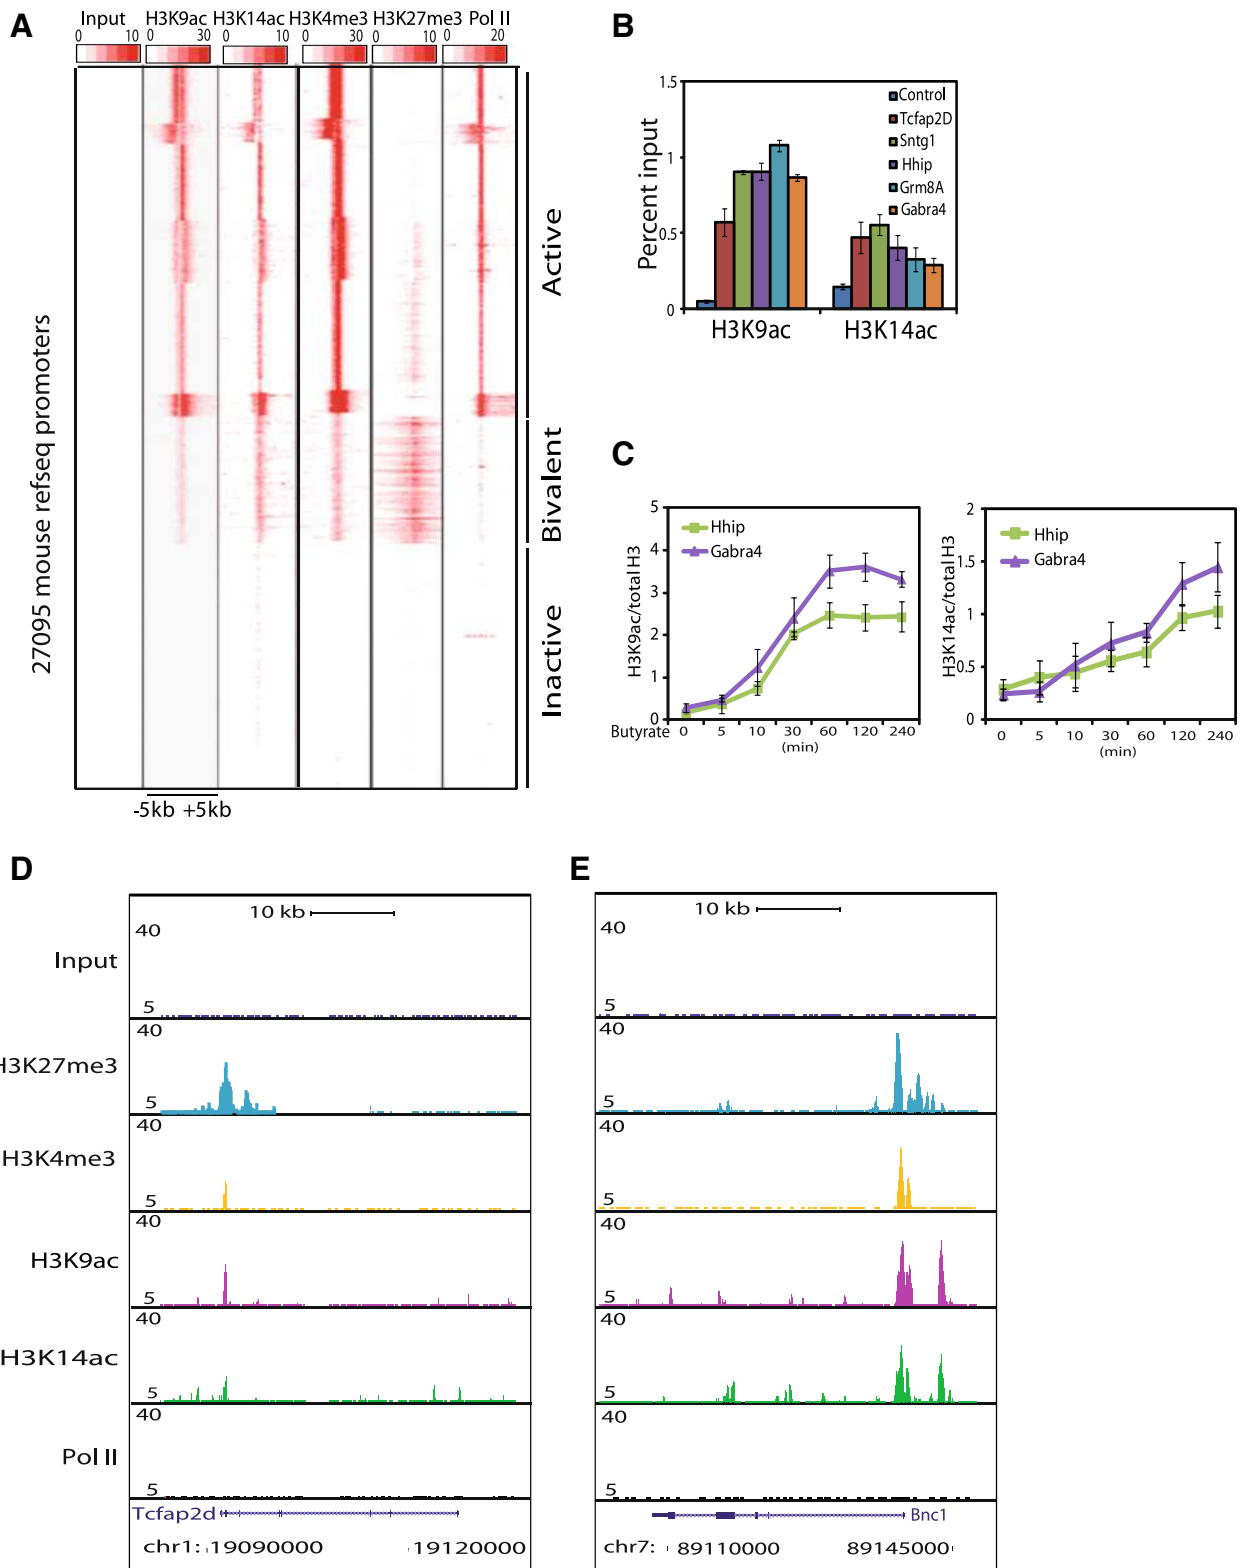 A
Input H3K9ac H3K14ac H3K4me3 H3K27me3 Pol II
0 10 0 30 0 10 0 30 0 10 0 20
27095 mouse refseq promoters
Active
Bivalent
Inactive
-5kb +5kb
B
Percent input
1.5
1
0.5
0
Control
Tcfap2D
Sntg1
Hhip
Grm8A
Gabra4
H3K9ac H3K14ac
C
H3K9ac/total H3
5
4
3
2
1
0
Hhip
Gabra4
Butyrate 0 5 10 30 60 120 240
(min)
H3K14ac/total H3
2
1.5
1
0.5
0
Hhip
Gabra4
0 5 10 30 60 120 240
(min)
D
10 kb
Input
40
5
H3K27me3
40
5
H3K4me3
40
5
H3K9ac
40
5
H3K14ac
40
5
Pol II
40
5
Tcfap2d
chr1: 19090000 19120000
E
10 kb
40
5
40
5
40
5
40
5
40
5
40
5
Bnc1
chr7: 89110000 89145000